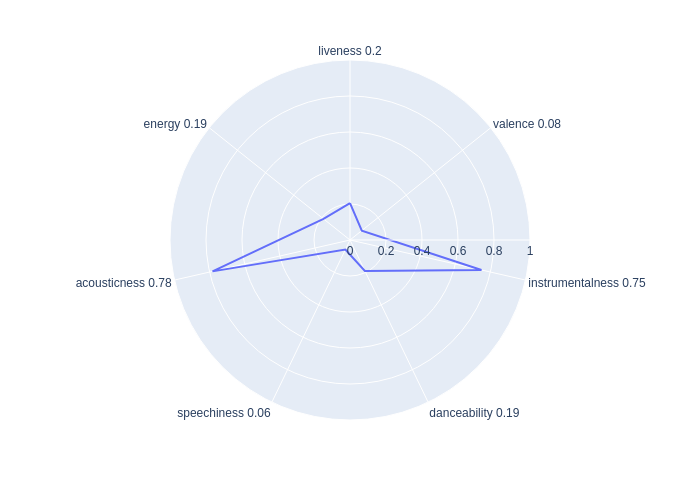 liveness 0.2
energy 0.19
valence 0.08
0
0.2
0.4
0.6
0.8
1
acousticness 0.78
instrumentalness 0.75
speechiness 0.06
danceability 0.19